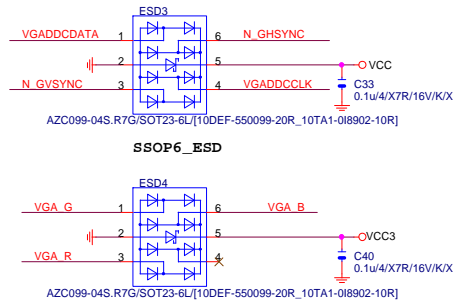 ESD3
VGADDCDATA 1 6 N_GHSYNC
2 5 VCC
N_GVSYNC 3 4 VGADDCCLK
C33
0.1u/4/X7R/16V/K/X
AZC099-04S.R7G/SOT23-6L/[10DEF-550099-20R_10TA1-0I8902-10R]
SSOP6_ESD
ESD4
VGA_G 1 6 VGA_B
2 5 VCC3
VGA_R 3 4
C40
0.1u/4/X7R/16V/K/X
AZC099-04S.R7G/SOT23-6L/[10DEF-550099-20R_10TA1-0I8902-10R]